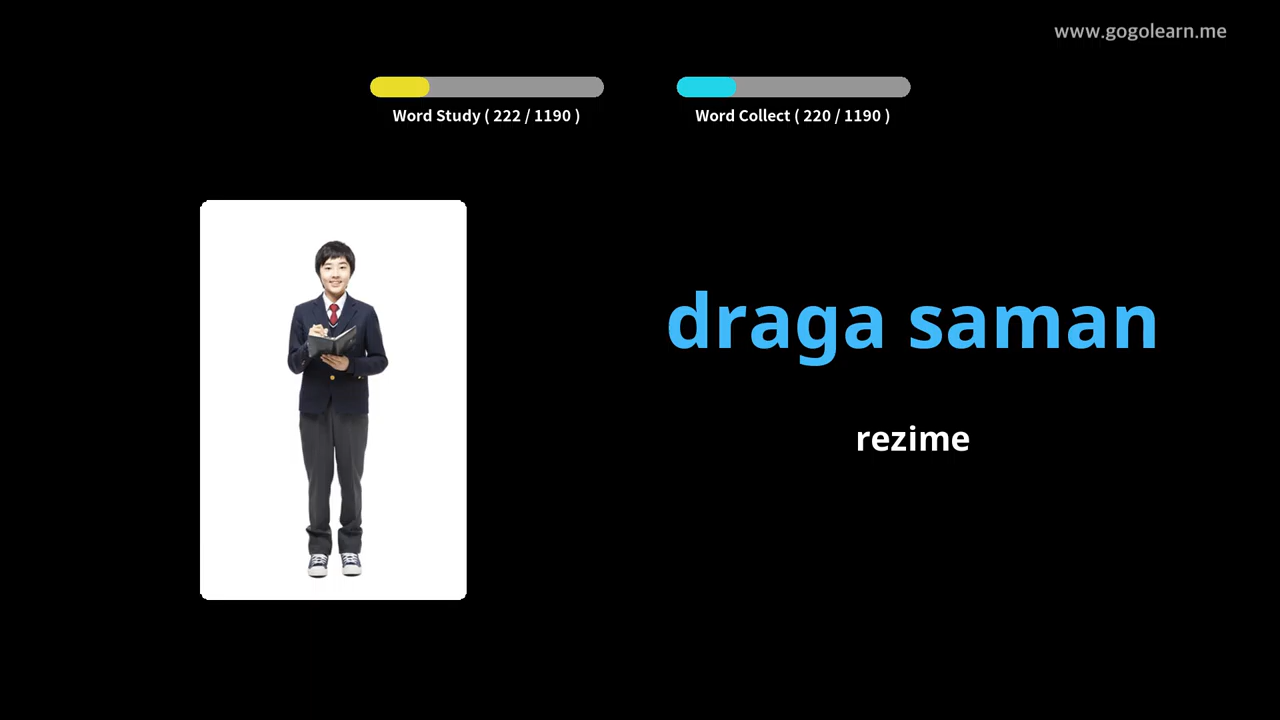 www.gogolearn.me
Word Study ( 222 / 1190 )
Word Collect ( 220 / 1190 )
draga saman
rezime